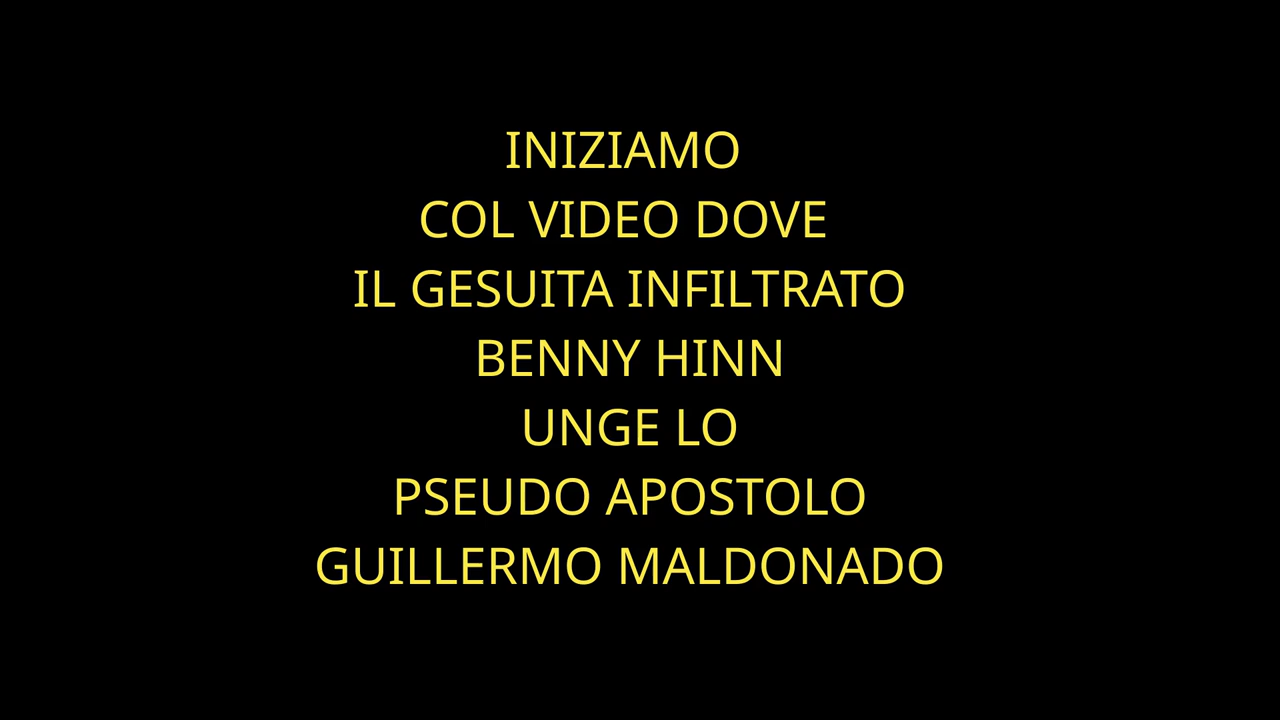 INIZIAMO
COL VIDEO DOVE
IL GESUITA INFILTRATO
BENNY HINN
UNGE LO
PSEUDO APOSTOLO
GUILLERMO MALDONADO